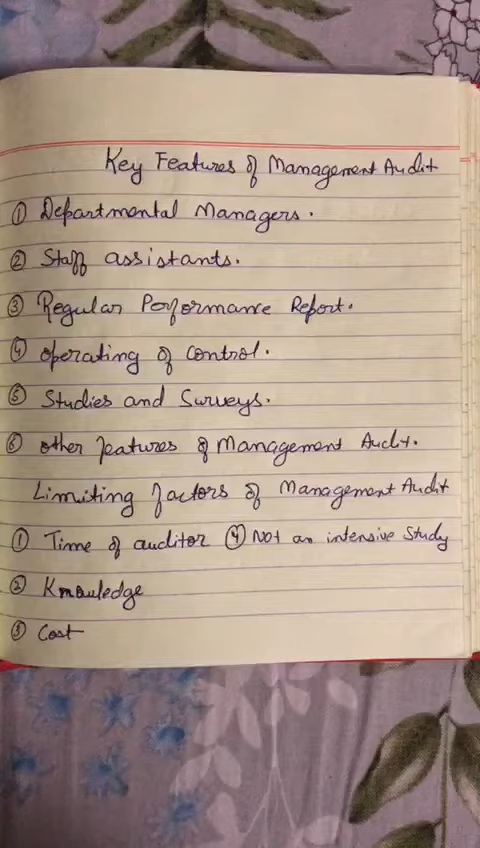 Key Features of Management Audit
① Departmental Managers.
② Staff assistants.
③ Regular Performance Report.
④ operating of control.
⑤ Studies and Surveys.
⑥ other features of Management Audit.
Limiting factors of Management Audit
① Time of auditor ④ Not an intensive Study
② Knowledge
③ Cost